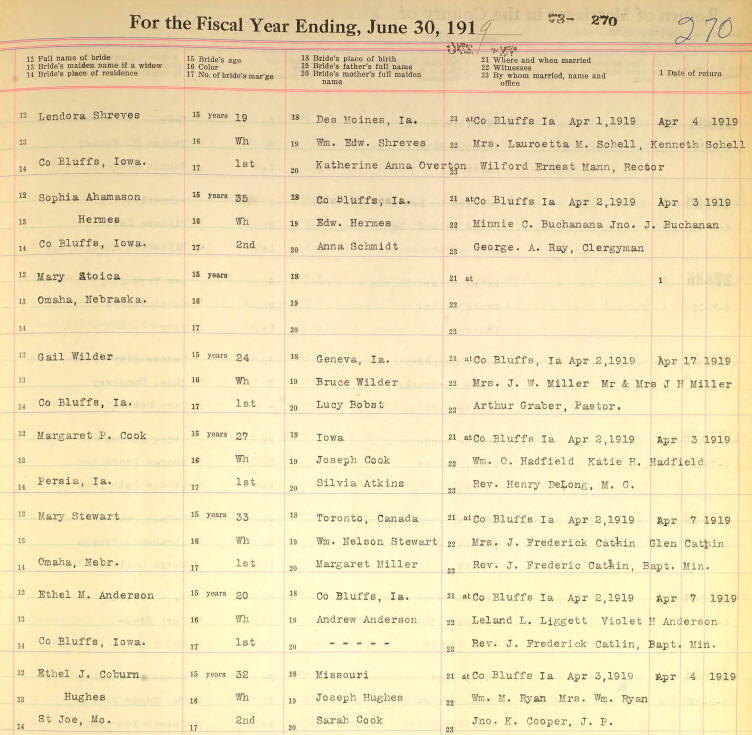 For the Fiscal Year Ending, June 30, 1919 53- 270 270
12 Full name of bride
13 Bride's maiden name if a widow
14 Bride's place of residence
15 Bride's age
16 Color
17 No. of bride's mar'ge
18 Bride's place of birth
19 Bride's father's full name
20 Bride's mother's full maiden name
21 Where and when married
22 Witnesses
23 By whom married, name and office
1 Date of return
12 Lendora Shreves 15 years 19 18 Des Moines, Ia. 21 at Co Bluffs Ia Apr 1,1919 Apr 4 1919
13 16 Wh 19 Wm. Edw. Shreves 22 Mrs. Lauroetta M. Schell, Kenneth Schell
14 Co Bluffs, Iowa. 17 1st 20 Katherine Anna Overton 23 Wilford Ernest Mann, Rector
12 Sophia Ahamason 15 years 35 18 Co Bluffs, Ia. 21 at Co Bluffs Ia Apr 2,1919 Apr 3 1919
13 Hermes 16 Wh 19 Edw. Hermes 22 Minnie C. Buchanana Jno. J. Buchanan
14 Co Bluffs, Iowa. 17 2nd 20 Anna Schmidt 23 George. A. Ray, Clergyman
12 Mary Stoica 15 years 18 21 at 1
13 Omaha, Nebraska. 16 19 22
14 17 20 23
12 Gail Wilder 15 years 24 18 Geneva, Ia. 21 at Co Bluffs, Ia Apr 2,1919 Apr 17 1919
13 16 Wh 19 Bruce Wilder 22 Mrs. J. W. Miller Mr & Mrs J H Miller
14 Co Bluffs, Ia. 17 1st 20 Lucy Bobst 23 Arthur Graber, Pastor.
12 Margaret P. Cook 15 years 27 18 Iowa 21 at Co Bluffs Ia Apr 2,1919 Apr 3 1919
13 16 Wh 19 Joseph Cook 22 Wm. O. Hadfield Katie H. Hadfield
14 Persia, Ia. 17 1st 20 Silvia Atkins 23 Rev. Henry DeLong, M. G.
12 Mary Stewart 15 years 33 18 Toronto, Canada 21 at Co Bluffs Ia Apr 2,1919 Apr 7 1919
13 16 Wh 19 Wm. Nelson Stewart 22 Mrs. J. Frederick Catlin Glen Catlin
14 Omaha, Nebr. 17 1st 20 Margaret Miller 23 Rev. J. Frederic Catlin, Bapt. Min.
12 Ethel M. Anderson 15 years 20 18 Co Bluffs, Ia. 21 at Co Bluffs Ia Apr 2,1919 Apr 7 1919
13 16 Wh 19 Andrew Anderson 22 Leland L. Liggett Violet H Anderson
14 Co Bluffs, Iowa. 17 1st 20 - - - - - 23 Rev. J. Frederick Catlin, Bapt. Min.
12 Ethel J. Coburn 15 years 32 18 Missouri 21 at Co Bluffs Ia Apr 3,1919 Apr 4 1919
13 Hughes 16 Wh 19 Joseph Hughes 22 Wm. M. Ryan Mrs. Wm. Ryan
14 St Joe, Mo. 17 2nd 20 Sarah Cook 23 Jno. K. Cooper, J. P.